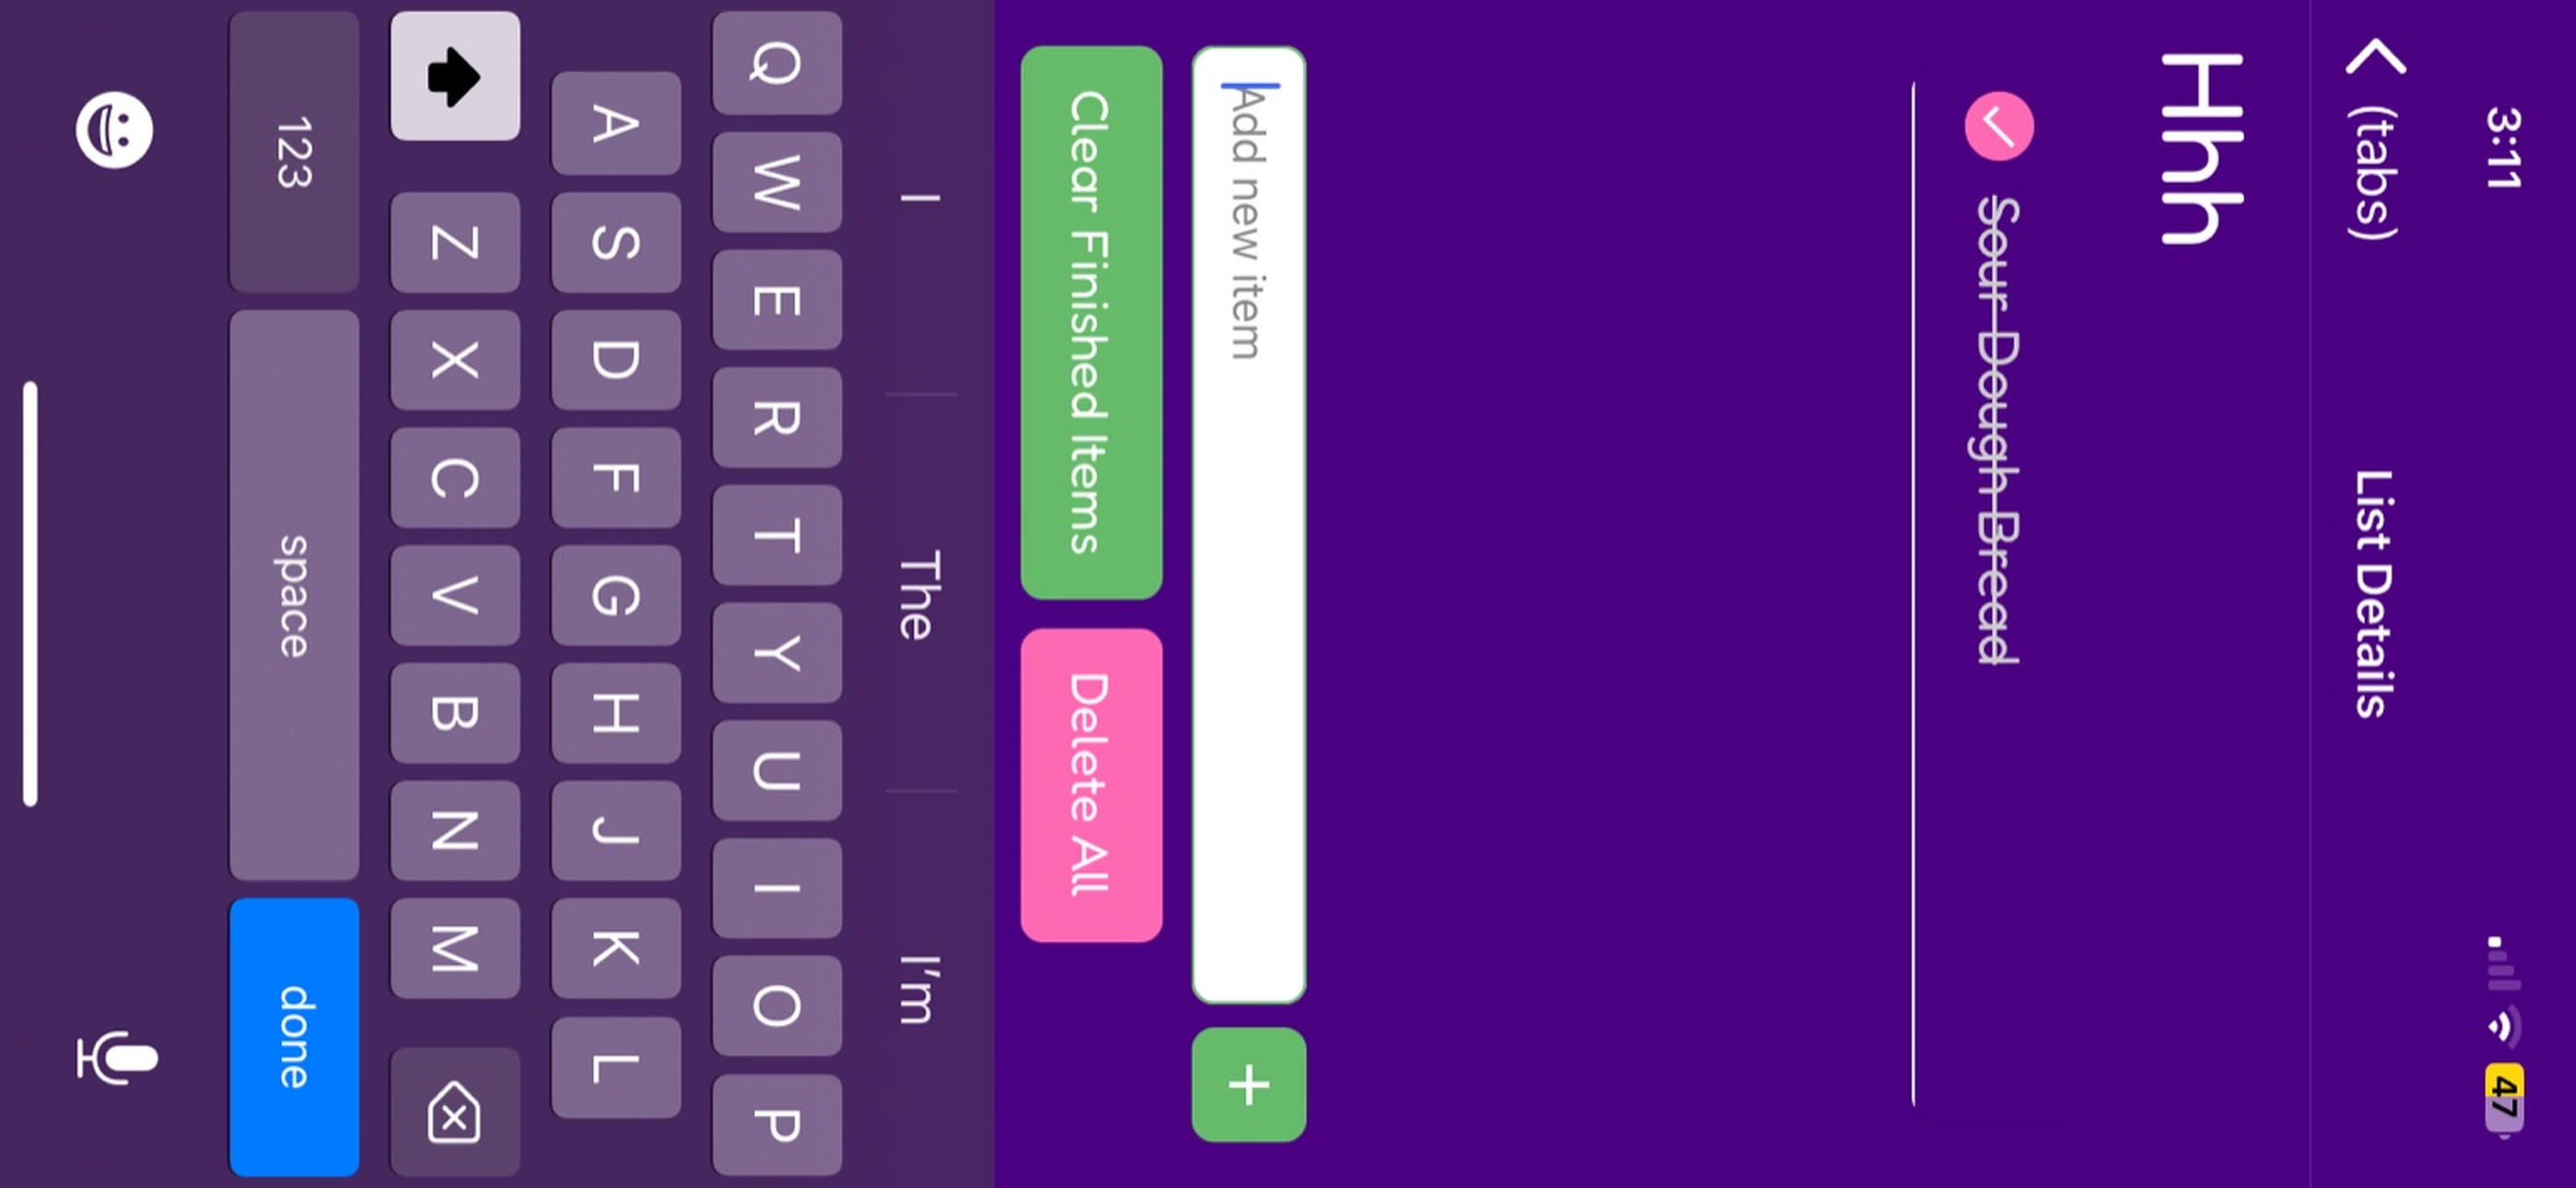 3:11
47
(tabs)
List Details
Hhh
Sour Dough Bread
Add new item
+
Clear Finished Items
Delete All
I
The
I'm
Q W E R T Y U I O P
A S D F G H J K L
Z X C V B N M
123
space
done